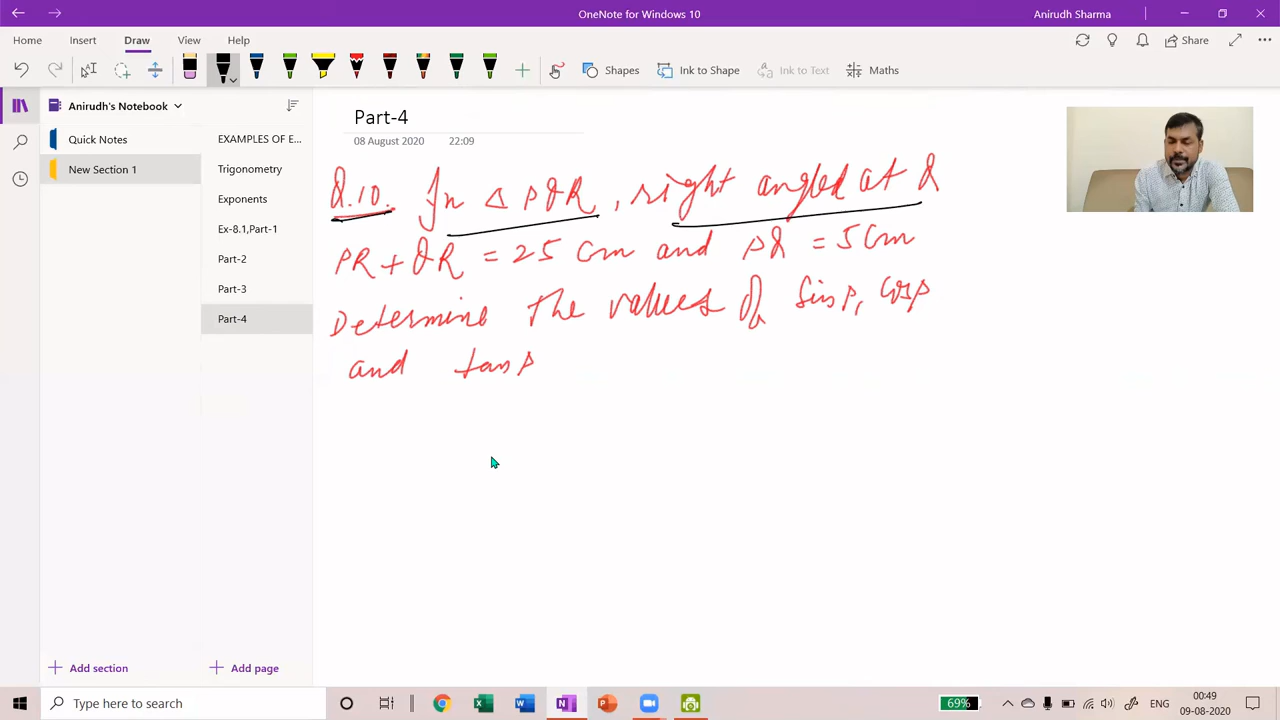 OneNote for Windows 10
Anirudh Sharma
Home
Insert
Draw
View
Help
Share
Shapes
Ink to Shape
Ink to Text
Maths
Anirudh's Notebook
Quick Notes
New Section 1
EXAMPLES OF E...
Trigonometry
Exponents
Ex-8.1,Part-1
Part-2
Part-3
Part-4
Part-4
08 August 2020 22:09
Q.10. In Δ PQR, right angled at Q
PR + QR = 25 cm and PQ = 5 cm
Determine the values of sin P, cos P
and tan P
Add section
Add page
Type here to search
69%
ENG
00:49
09-08-2020